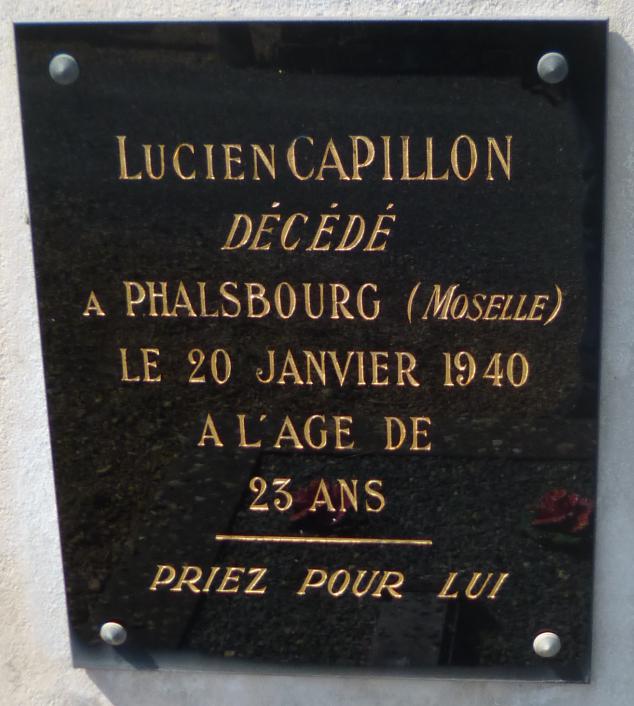 LUCIEN CAPILLON
DÉCÉDÉ
A PHALSBOURG (MOSELLE)
LE 20 JANVIER 1940
A L'AGE DE
23 ANS
PRIEZ POUR LUI